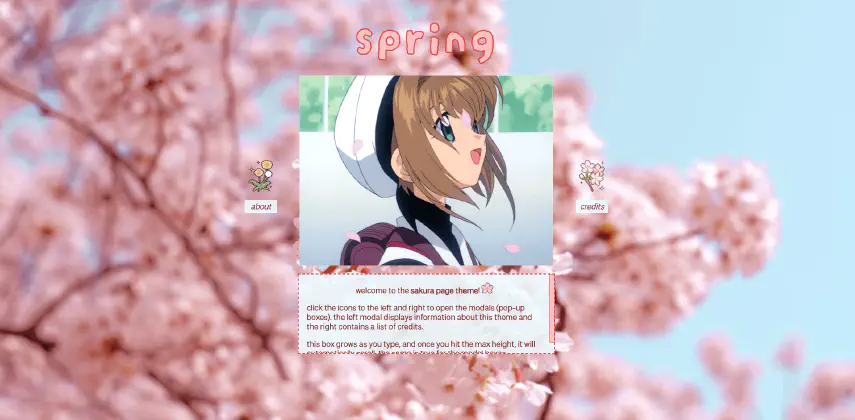 spring
about
credits
welcome to the sakura page theme!
click the icons to the left and right to open the modals (pop-up
boxes). the left modal displays information about this theme and
the right contains a list of credits.
this box grows as you type, and once you hit the max height, it will